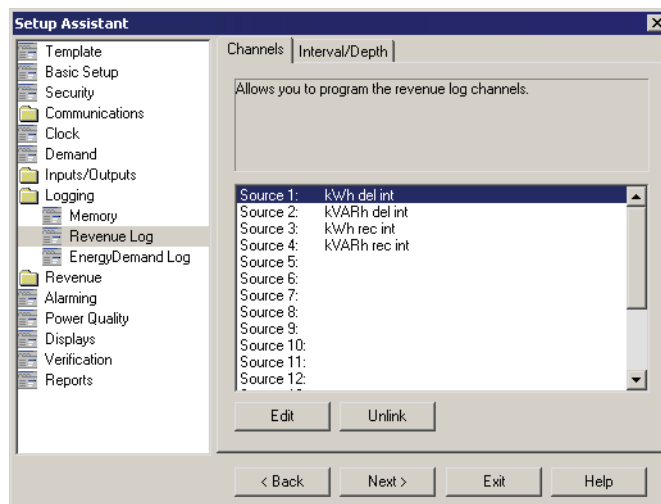 Setup Assistant
Template
Basic Setup
Security
Communications
Clock
Demand
Inputs/Outputs
Logging
Memory
Revenue Log
EnergyDemand Log
Revenue
Alarming
Power Quality
Displays
Verification
Reports
Channels Interval/Depth
Allows you to program the revenue log channels.
Source 1: kWh del int
Source 2: kVARh del int
Source 3: kWh rec int
Source 4: kVARh rec int
Source 5:
Source 6:
Source 7:
Source 8:
Source 9:
Source 10:
Source 11:
Source 12:
Edit Unlink
< Back Next > Exit Help